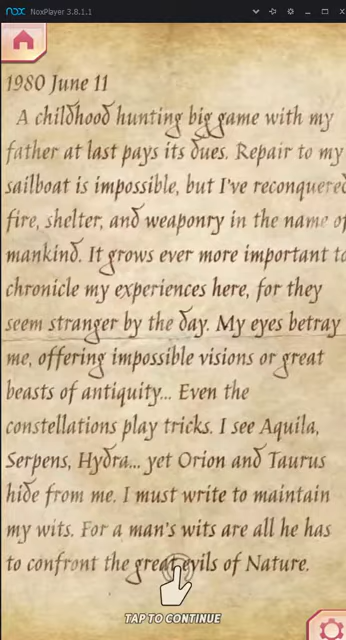 NoxPlayer 3.8.1.1
1980 June 11
A childhood hunting big game with my
father at last pays its dues. Repair to my
sailboat is impossible, but I've reconquered
fire, shelter, and weaponry in the name of
mankind. It grows ever more important to
chronicle my experiences here, for they
seem stranger by the day. My eyes betray
me, offering impossible visions or great
beasts of antiquity... Even the
constellations play tricks. I see Aquila,
Serpens, Hydra... yet Orion and Taurus
hide from me. I must write to maintain
my wits. For a man's wits are all he has
to confront the great evils of Nature.
TAP TO CONTINUE